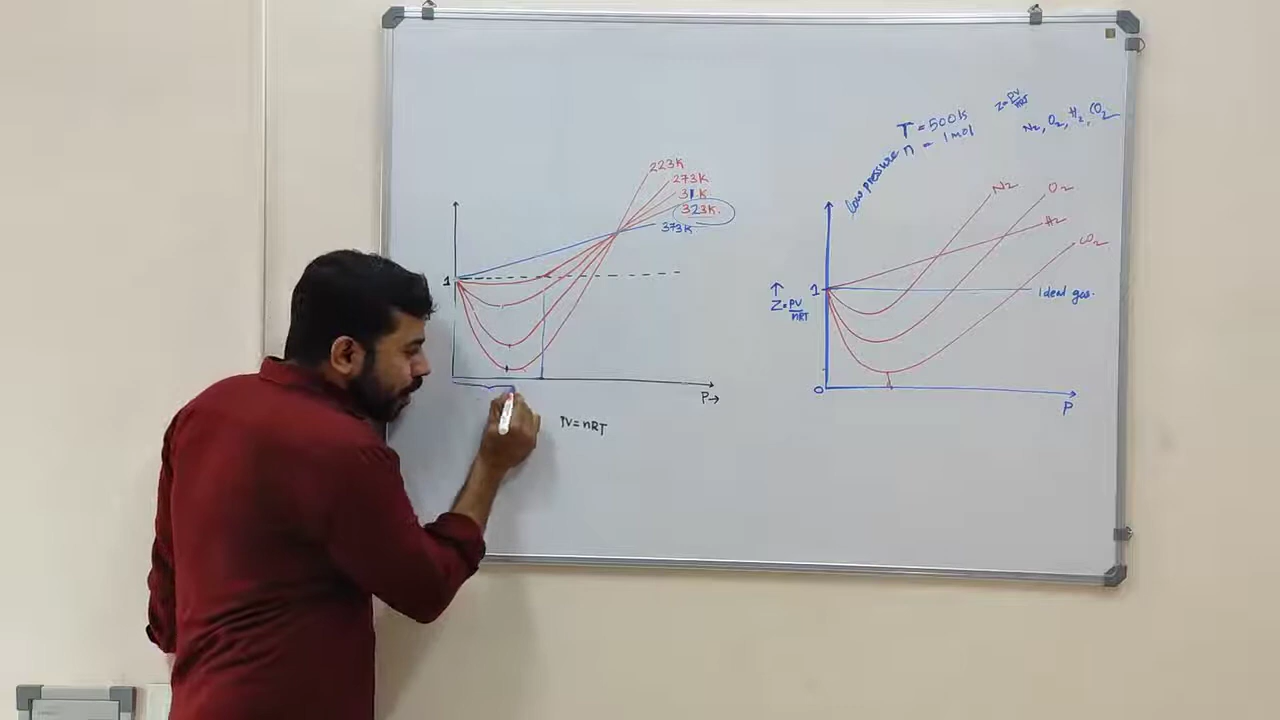 223K
273K
323K.
373K
1
P→
PV=nRT
T = 500K
n = 1mol
low pressure
Z=PV/nRT
N2, O2, H2, CO2
N2
O2
H2
CO2
↑
Z=PV/nRT
1
Ideal gas.
0
P